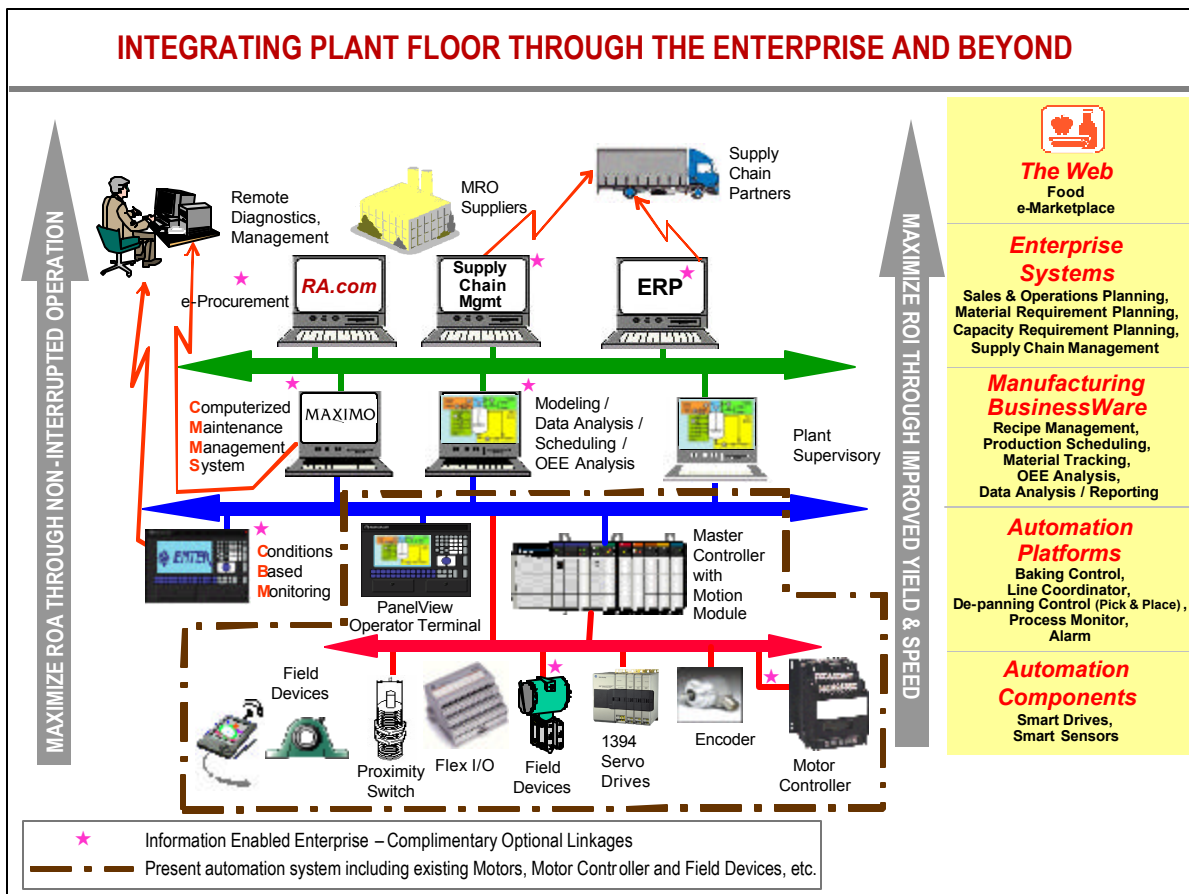 INTEGRATING PLANT FLOOR THROUGH THE ENTERPRISE AND BEYOND
MAXIMIZE ROA THROUGH NON-INTERRUPTED OPERATION
Remote
Diagnostics,
Management
MRO
Suppliers
Supply
Chain
Partners
e-Procurement
RA.com
Supply
Chain
Mgmt
ERP
Computerized
Maintenance
Management
System
MAXIMO
Modeling /
Data Analysis /
Scheduling /
OEE Analysis
Plant
Supervisory
ENTER
Conditions
Based
Monitoring
PanelView
Operator Terminal
Master
Controller
with
Motion
Module
Field
Devices
Proximity
Switch
Flex I/O
Field
Devices
1394
Servo
Drives
Encoder
Motor
Controller
MAXIMIZE ROI THROUGH IMPROVED YIELD & SPEED
The Web
Food
e-Marketplace
Enterprise
Systems
Sales & Operations Planning,
Material Requirement Planning,
Capacity Requirement Planning,
Supply Chain Management
Manufacturing
BusinessWare
Recipe Management,
Production Scheduling,
Material Tracking,
OEE Analysis,
Data Analysis / Reporting
Automation
Platforms
Baking Control,
Line Coordinator,
De-panning Control (Pick & Place) ,
Process Monitor,
Alarm
Automation
Components
Smart Drives,
Smart Sensors
Information Enabled Enterprise – Complimentary Optional Linkages
Present automation system including existing Motors, Motor Controller and Field Devices, etc.